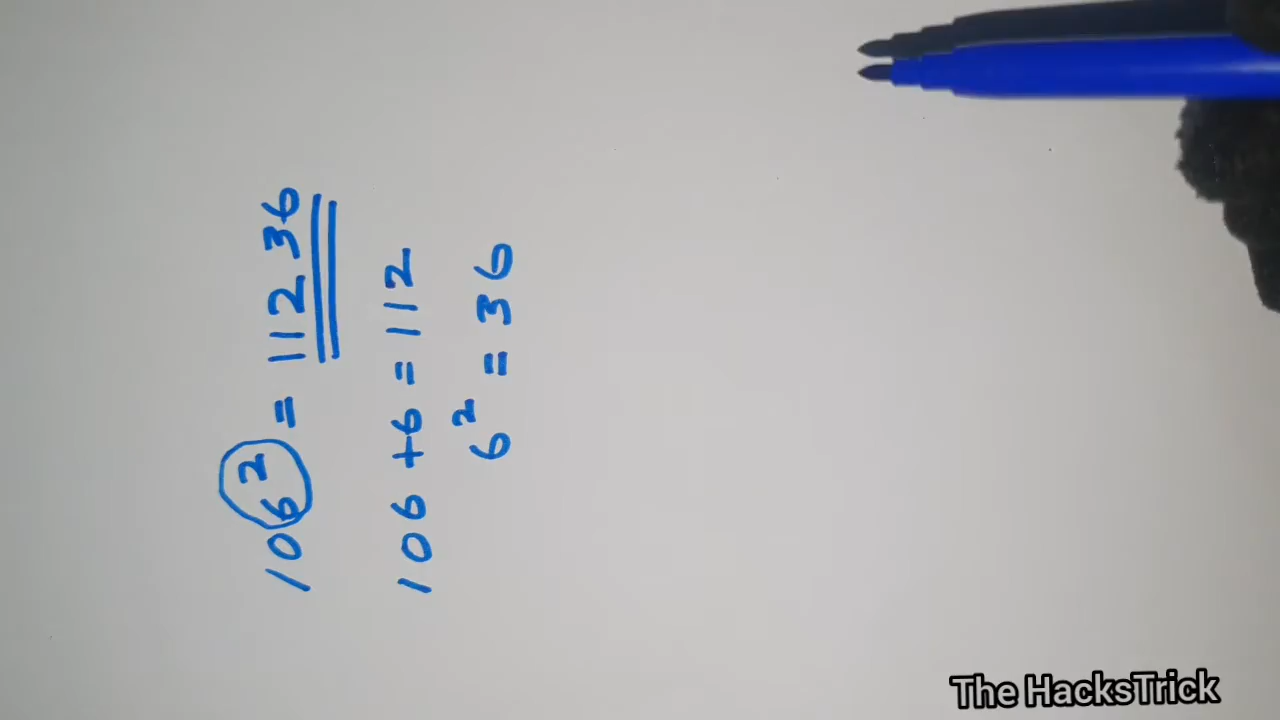 106² = 11236
106 + 6 = 112
6² = 36
The HacksTrick